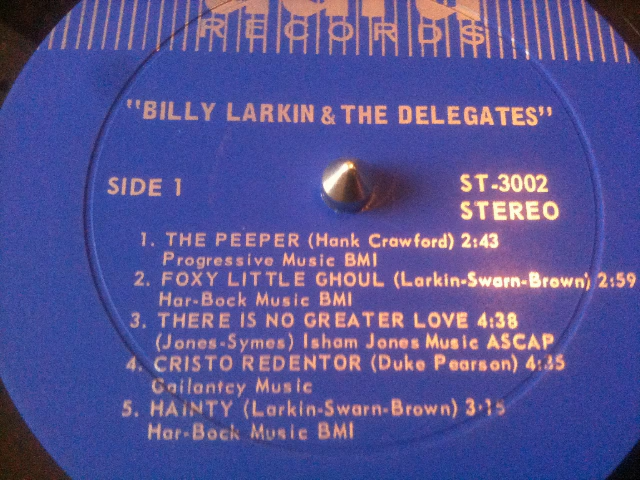 RECORDS
"BILLY LARKIN & THE DELEGATES"
SIDE 1
ST-3002
STEREO
1. THE PEEPER (Hank Crawford) 2:43
Progressive Music BMI
2. FOXY LITTLE GHOUL (Larkin-Swarn-Brown) 2:59
Har-Bock Music BMI
3. THERE IS NO GREATER LOVE 4:38
(Jones-Symes) Isham Jones Music ASCAP
4. CRISTO REDENTOR (Duke Pearson) 4:35
Gailantcy Music
5. HAINTY (Larkin-Swarn-Brown) 3:15
Har-Bock Music BMI